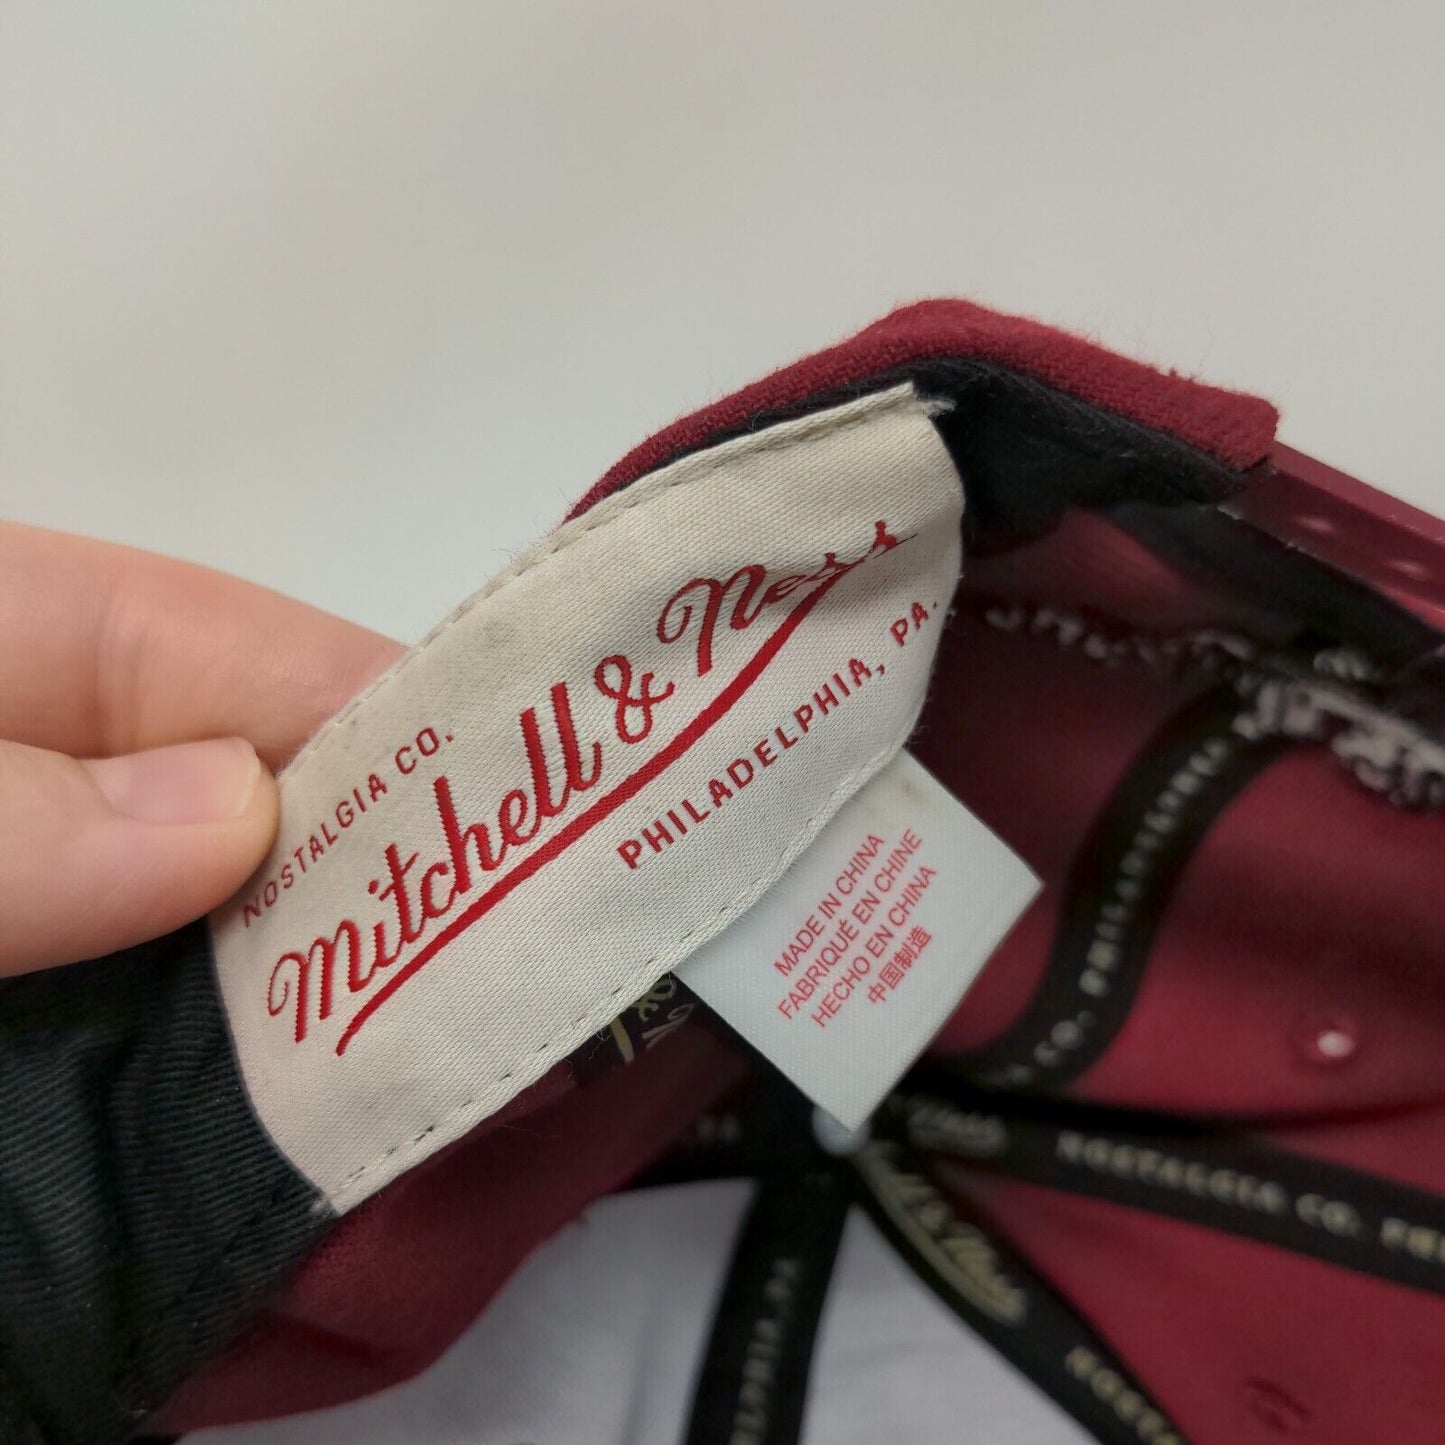 NOSTALGIA CO.
Mitchell & Ness
PHILADELPHIA, PA.
MADE IN CHINA
FABRIQUÉ EN CHINE
HECHO EN CHINA
中国制造
NOSTALGIA CO.